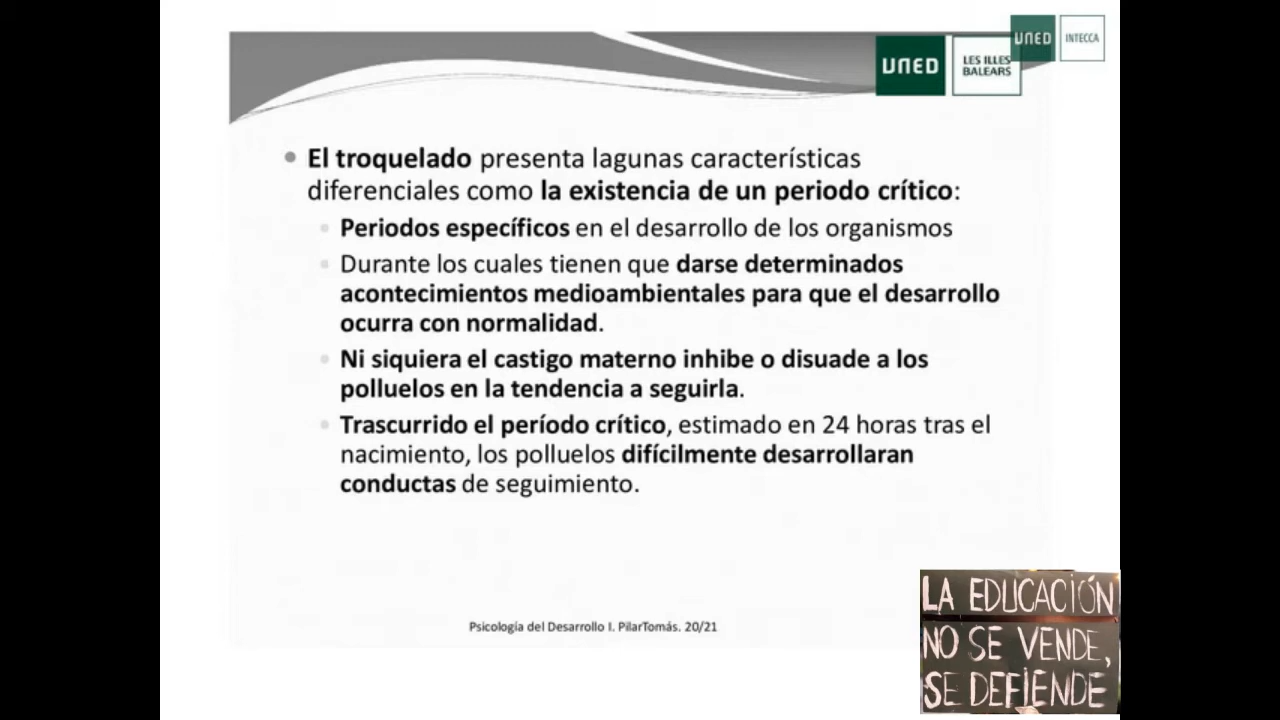 UNED
INTECCA
UNED
LES ILLES
BALEARS
El troquelado presenta lagunas características
diferenciales como la existencia de un periodo crítico:
Periodos específicos en el desarrollo de los organismos
Durante los cuales tienen que darse determinados
acontecimientos medioambientales para que el desarrollo
ocurra con normalidad.
Ni siquiera el castigo materno inhibe o disuade a los
polluelos en la tendencia a seguirla.
Trascurrido el período crítico, estimado en 24 horas tras el
nacimiento, los polluelos difícilmente desarrollaran
conductas de seguimiento.
Psicología del Desarrollo I. PilarTomás. 20/21
LA EDUCACIÓN
NO SE VENDE,
SE DEFIENDE